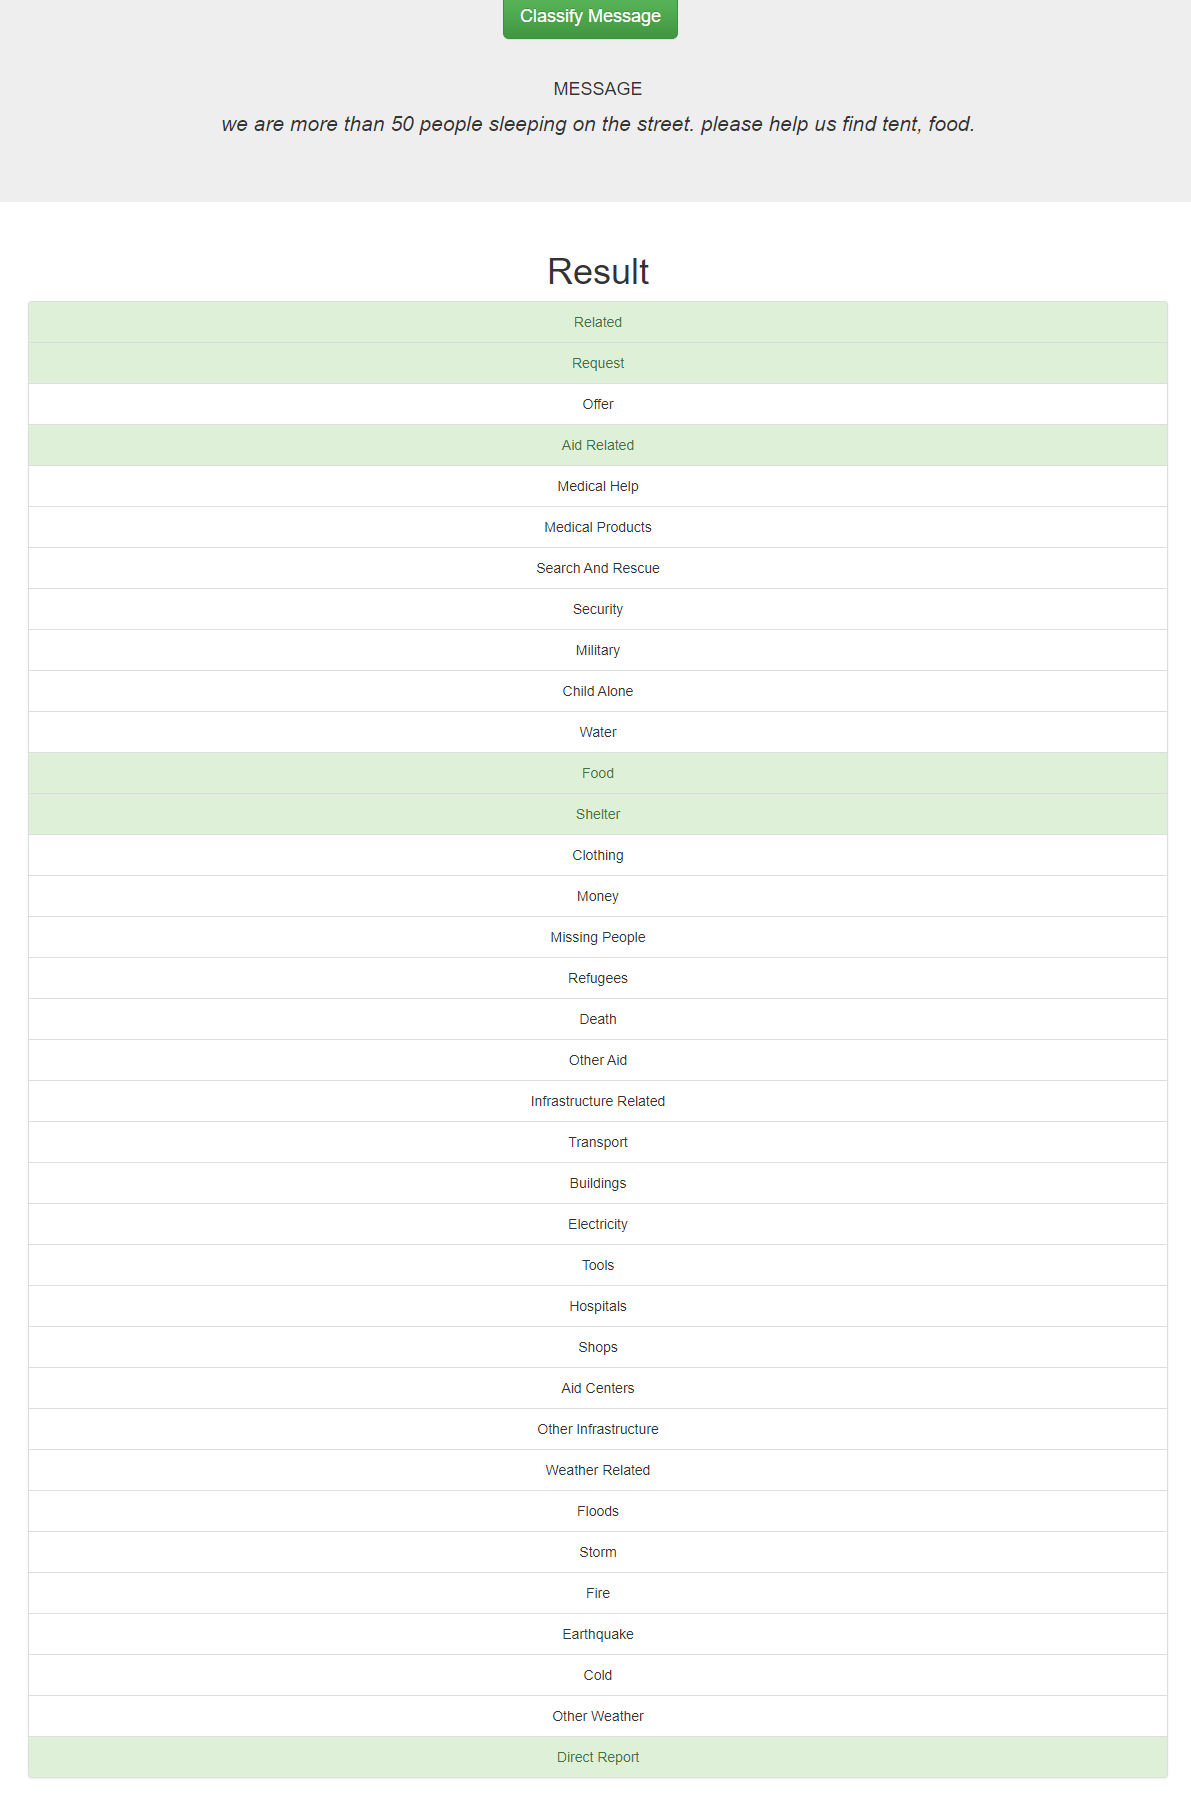 Classify Message
MESSAGE
we are more than 50 people sleeping on the street. please help us find tent, food.
Result
Related
Request
Offer
Aid Related
Medical Help
Medical Products
Search And Rescue
Security
Military
Child Alone
Water
Food
Shelter
Clothing
Money
Missing People
Refugees
Death
Other Aid
Infrastructure Related
Transport
Buildings
Electricity
Tools
Hospitals
Shops
Aid Centers
Other Infrastructure
Weather Related
Floods
Storm
Fire
Earthquake
Cold
Other Weather
Direct Report